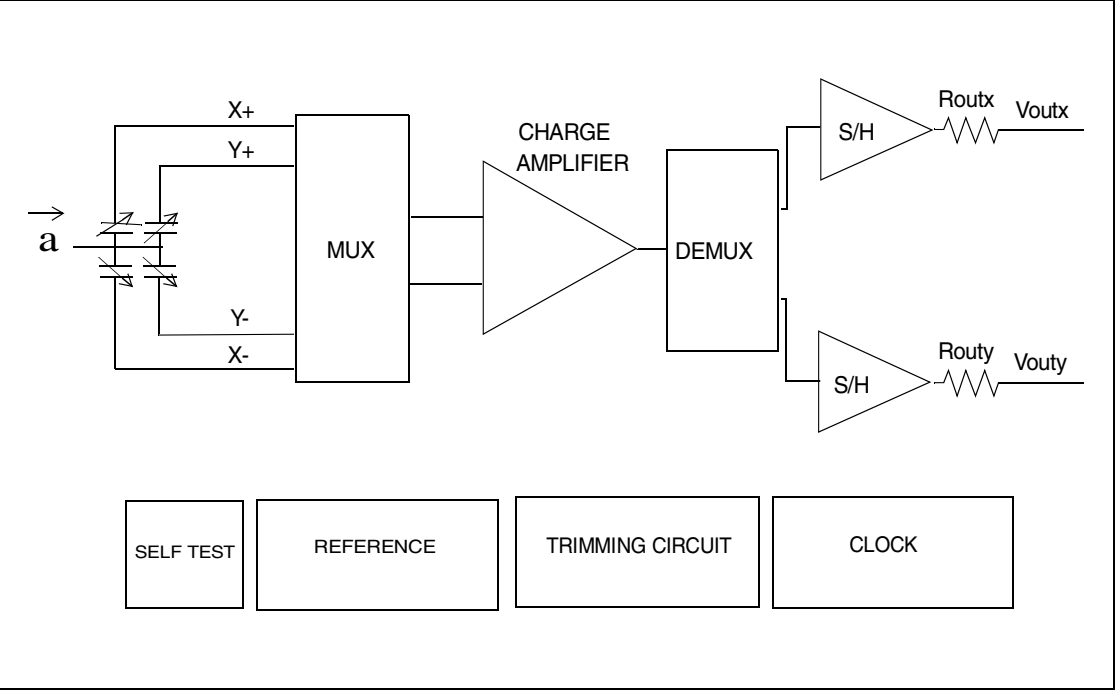 X+
Y+
a
Y-
X-
MUX
CHARGE
AMPLIFIER
DEMUX
S/H
Routx
Voutx
S/H
Routy
Vouty
SELF TEST
REFERENCE
TRIMMING CIRCUIT
CLOCK